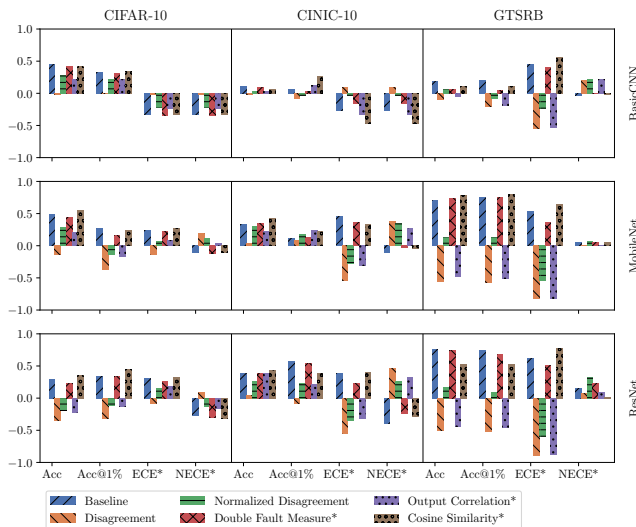 CIFAR-10 CINIC-10 GTSRB
1.0
0.5
0.0
−0.5
−1.0
BasicCNN
1.0
0.5
0.0
−0.5
−1.0
MobileNet
1.0
0.5
0.0
−0.5
−1.0
ResNet
Acc Acc@1% ECE* NECE* Acc Acc@1% ECE* NECE* Acc Acc@1% ECE* NECE*
Baseline Normalized Disagreement Output Correlation*
Disagreement Double Fault Measure* Cosine Similarity*